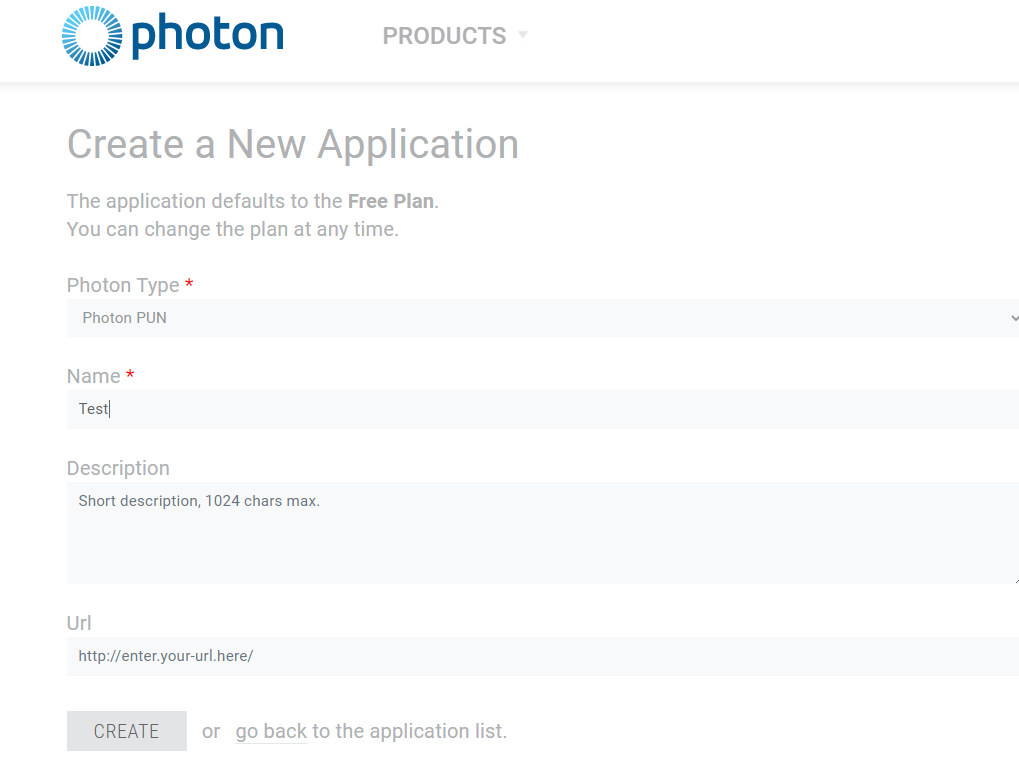 photon
PRODUCTS
Create a New Application
The application defaults to the Free Plan.
You can change the plan at any time.
Photon Type *
Photon PUN
Name *
Test
Description
Short description, 1024 chars max.
Url
http://enter.your-url.here/
CREATE or go back to the application list.